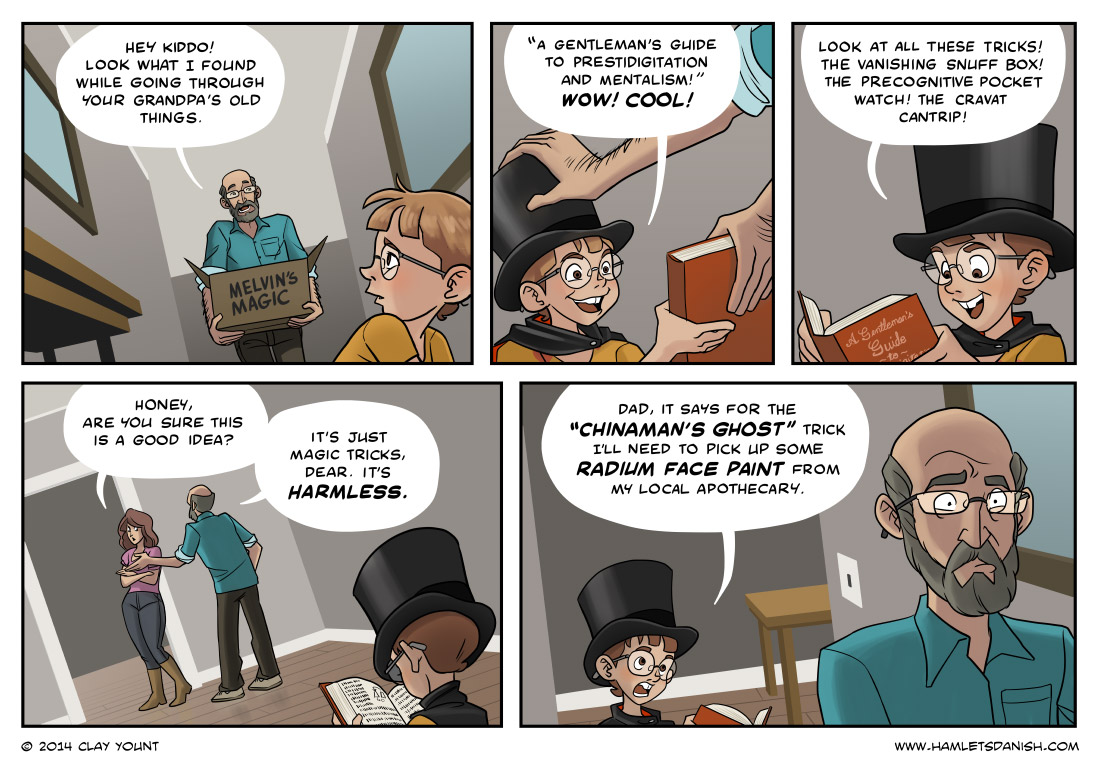 HEY KIDDO!
LOOK WHAT I FOUND
WHILE GOING THROUGH
YOUR GRANDPA'S OLD
THINGS.
MELVIN'S
MAGIC
"A GENTLEMAN'S GUIDE
TO PRESTIDIGITATION
AND MENTALISM!"
WOW! COOL!
LOOK AT ALL THESE TRICKS!
THE VANISHING SNUFF BOX!
THE PRECOGNITIVE POCKET
WATCH! THE CRAVAT
CANTRIP!
A Gentleman's
Guide
to
HONEY,
ARE YOU SURE THIS
IS A GOOD IDEA?
IT'S JUST
MAGIC TRICKS,
DEAR. IT'S
HARMLESS.
DAD, IT SAYS FOR THE
"CHINAMAN'S GHOST" TRICK
I'LL NEED TO PICK UP SOME
RADIUM FACE PAINT FROM
MY LOCAL APOTHECARY.
© 2014 CLAY YOUNT
WWW.HAMLETSDANISH.COM